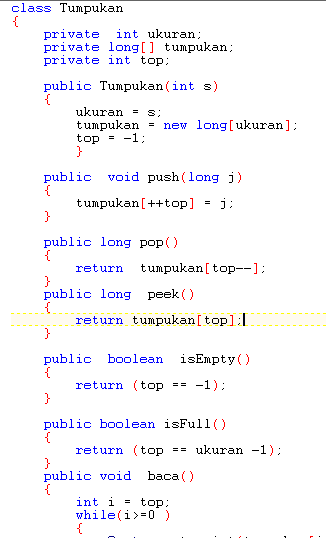 class Tumpukan
{
private int ukuran;
private long[] tumpukan;
private int top;
public Tumpukan(int s)
{
ukuran = s;
tumpukan = new long[ukuran];
top = -1;
}
public void push(long j)
{
tumpukan[++top] = j;
}
public long pop()
{
return tumpukan[top--];
}
public long peek()
{
return tumpukan[top];
}
public boolean isEmpty()
{
return (top == -1);
}
public boolean isFull()
{
return (top == ukuran -1);
}
public void baca()
{
int i = top;
while(i>=0 )
{